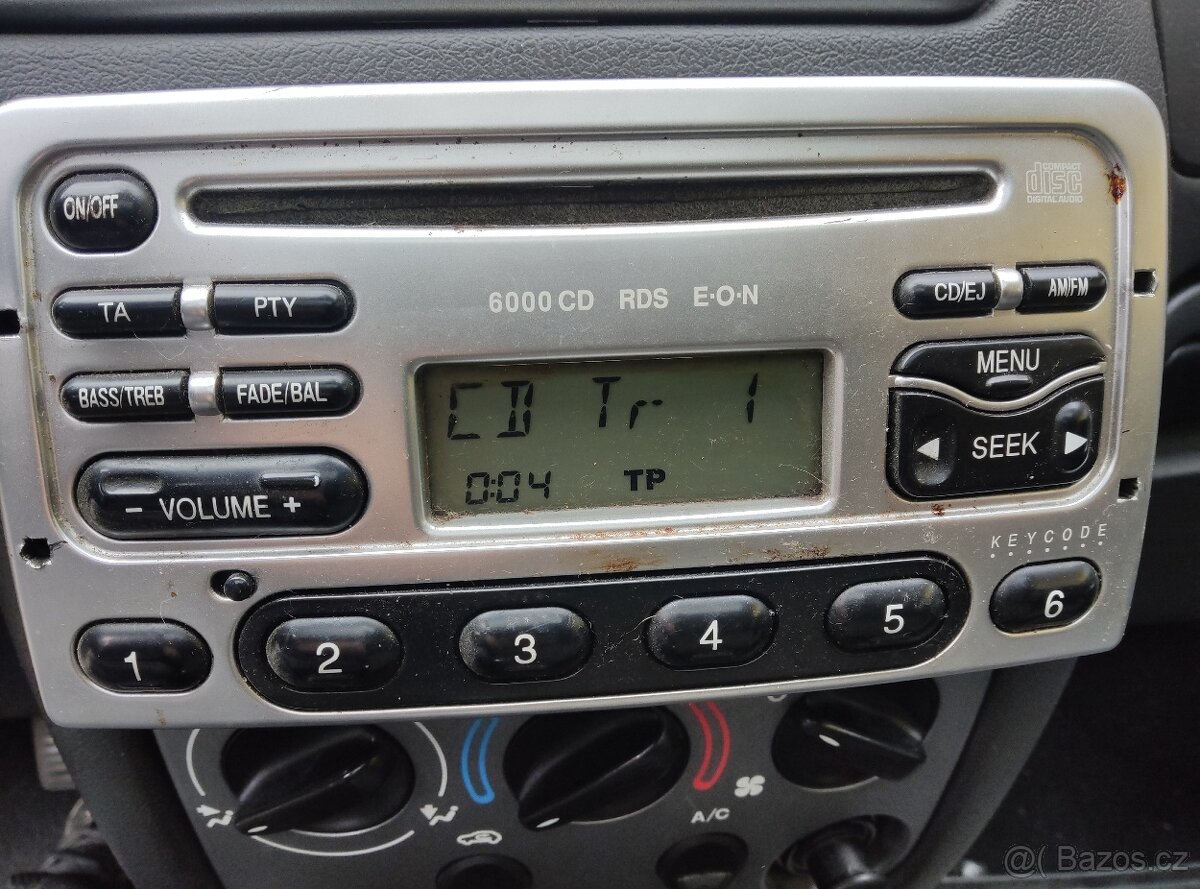 ON/OFF
COMPACT
disc
DIGITAL AUDIO
TA PTY
6000 CD RDS E·O·N
CD/EJ AM/FM
BASS/TREB FADE/BAL
MENU
CD Tr 1
SEEK
- VOLUME +
0:04 TP
KEYCODE
1 2 3 4 5 6
A/C
@( Bazos.cz